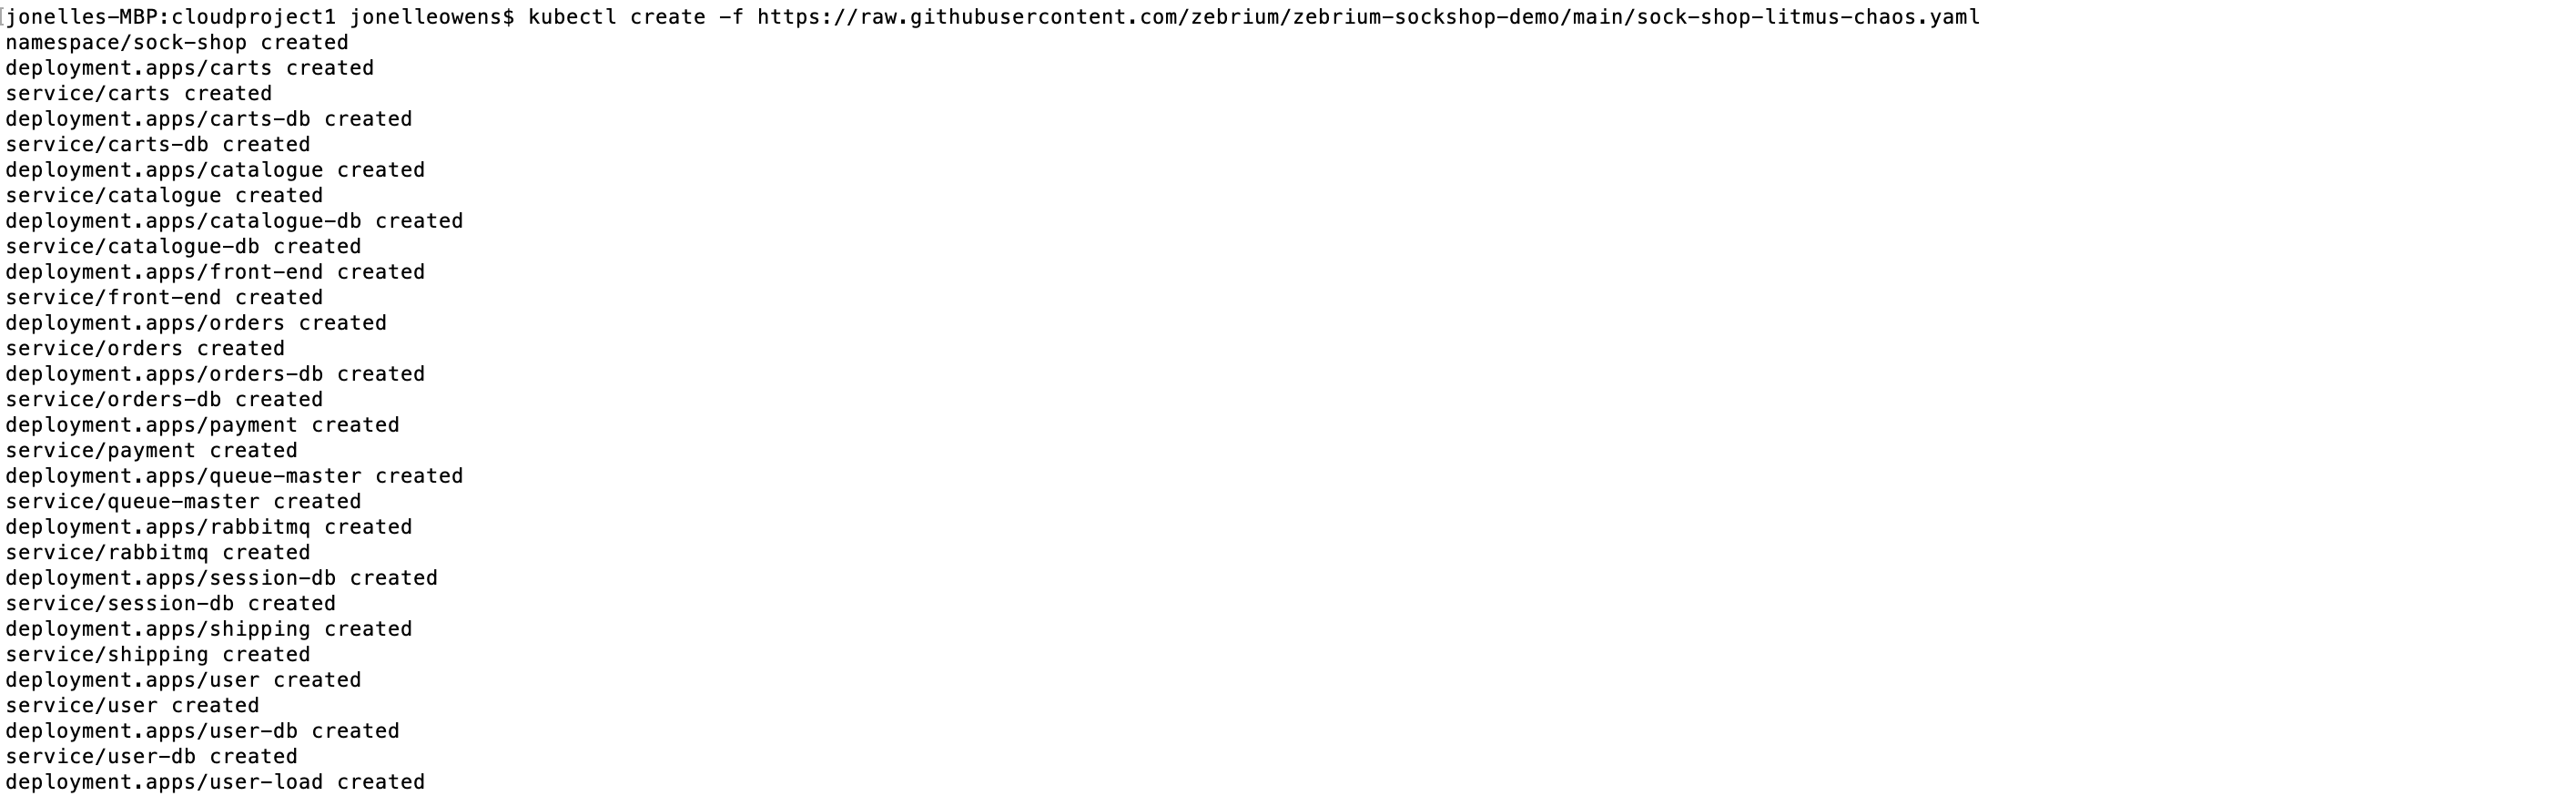 jonelles-MBP:cloudproject1 jonelleowens$ kubectl create -f https://raw.githubusercontent.com/zebrium/zebrium-sockshop-demo/main/sock-shop-litmus-chaos.yaml
namespace/sock-shop created
deployment.apps/carts created
service/carts created
deployment.apps/carts-db created
service/carts-db created
deployment.apps/catalogue created
service/catalogue created
deployment.apps/catalogue-db created
service/catalogue-db created
deployment.apps/front-end created
service/front-end created
deployment.apps/orders created
service/orders created
deployment.apps/orders-db created
service/orders-db created
deployment.apps/payment created
service/payment created
deployment.apps/queue-master created
service/queue-master created
deployment.apps/rabbitmq created
service/rabbitmq created
deployment.apps/session-db created
service/session-db created
deployment.apps/shipping created
service/shipping created
deployment.apps/user created
service/user created
deployment.apps/user-db created
service/user-db created
deployment.apps/user-load created